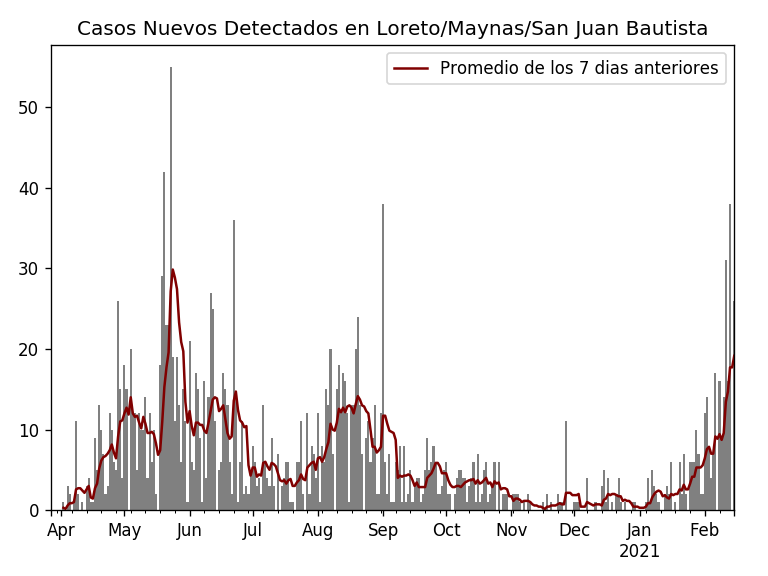 Casos Nuevos Detectados en Loreto/Maynas/San Juan Bautista
Promedio de los 7 dias anteriores
50
40
30
20
10
0
Apr May Jun Jul Aug Sep Oct Nov Dec Jan Feb
2021